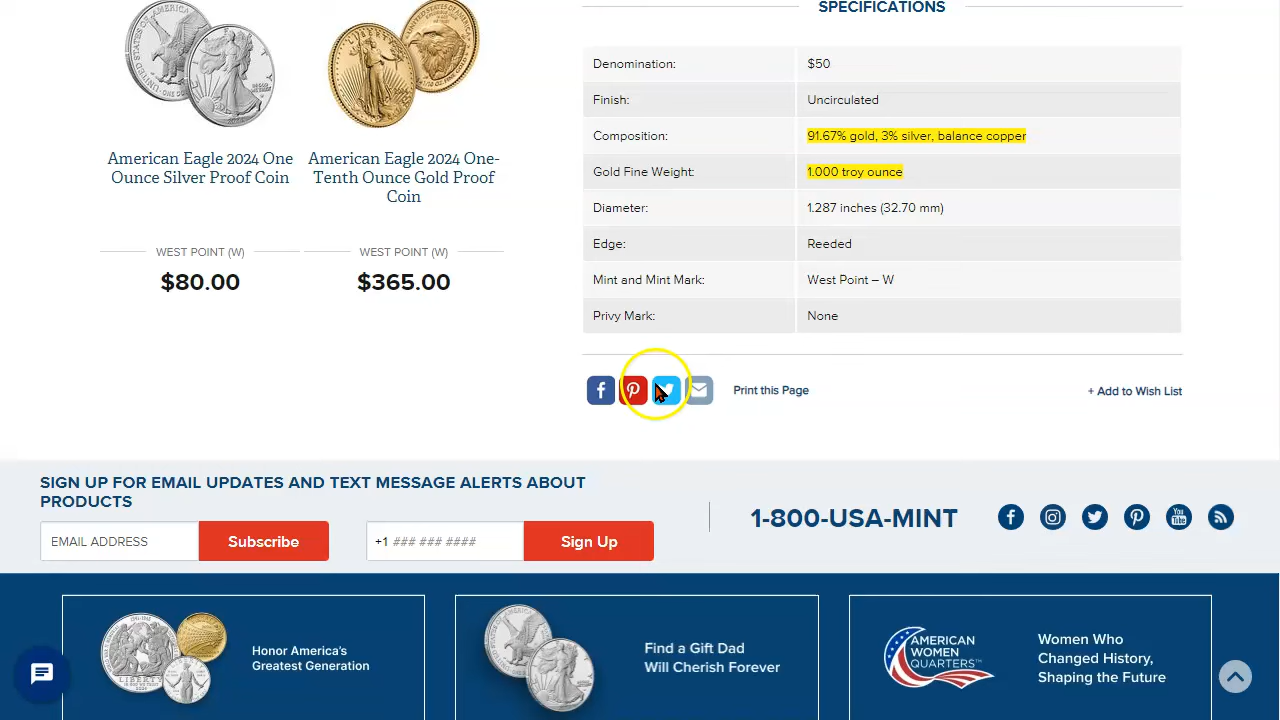 American Eagle 2024 One
Ounce Silver Proof Coin
WEST POINT (W)
$80.00
American Eagle 2024 One-
Tenth Ounce Gold Proof
Coin
WEST POINT (W)
$365.00
SPECIFICATIONS
Denomination: $50
Finish: Uncirculated
Composition: 91.67% gold, 3% silver, balance copper
Gold Fine Weight: 1.000 troy ounce
Diameter: 1.287 inches (32.70 mm)
Edge: Reeded
Mint and Mint Mark: West Point – W
Privy Mark: None
Print this Page
+ Add to Wish List
SIGN UP FOR EMAIL UPDATES AND TEXT MESSAGE ALERTS ABOUT
PRODUCTS
EMAIL ADDRESS
Subscribe
+1 ### ### ####
Sign Up
1-800-USA-MINT
You
Tube
Honor America's
Greatest Generation
Find a Gift Dad
Will Cherish Forever
AMERICAN
WOMEN
QUARTERS™
Women Who
Changed History,
Shaping the Future